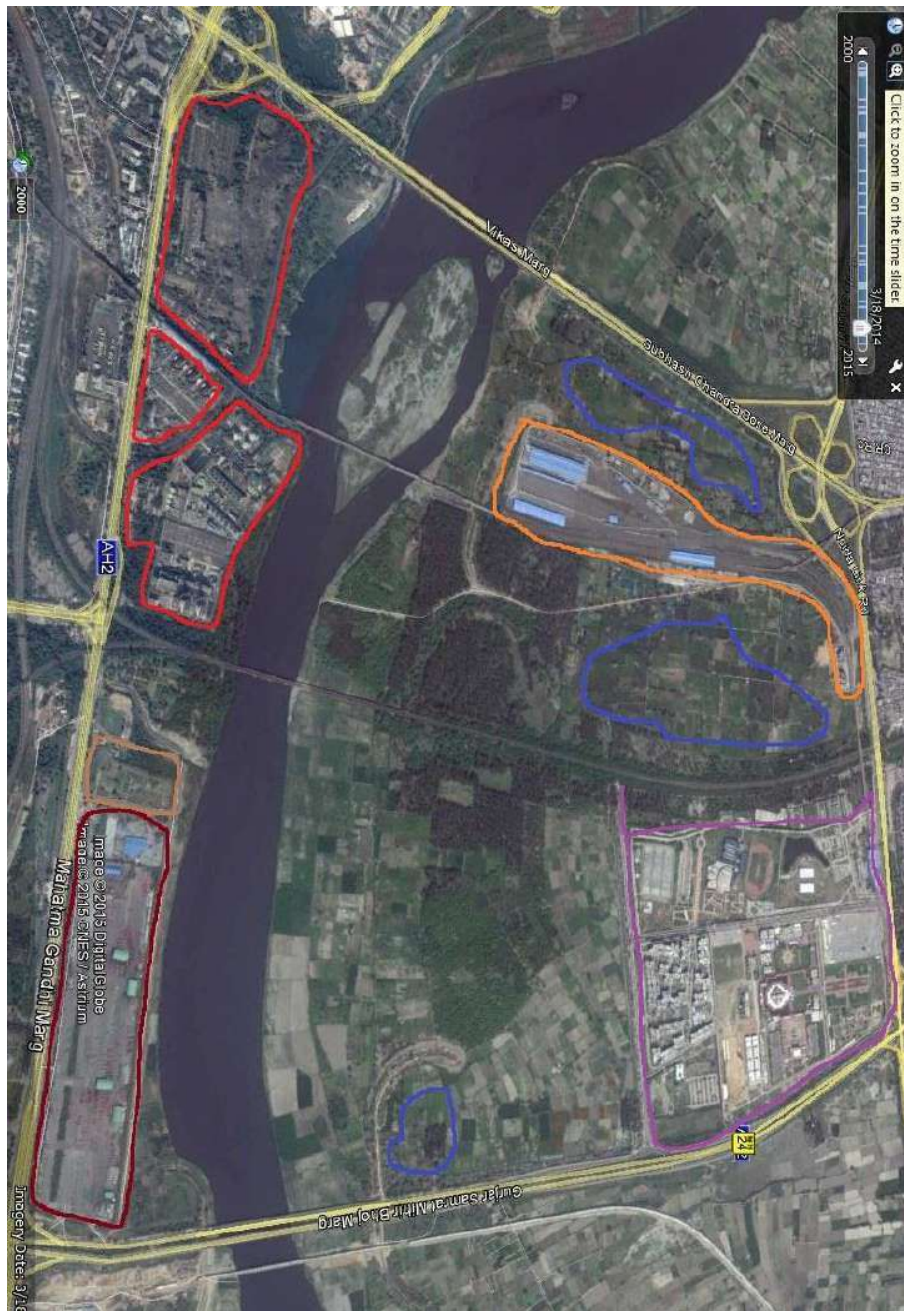 Click to zoom in on the time slider.
3/18/2014
2000
2015
2000
Vikas Marg
Subhash Chandra Bose Marg
AH2
24
Image © 2015 DigitalGlobe
Image © 2015 CNES / Astrium
Mahatma Gandhi Marg
Gurjar Samrat Mihir Bhoj Marg
Imagery Date: 3/18